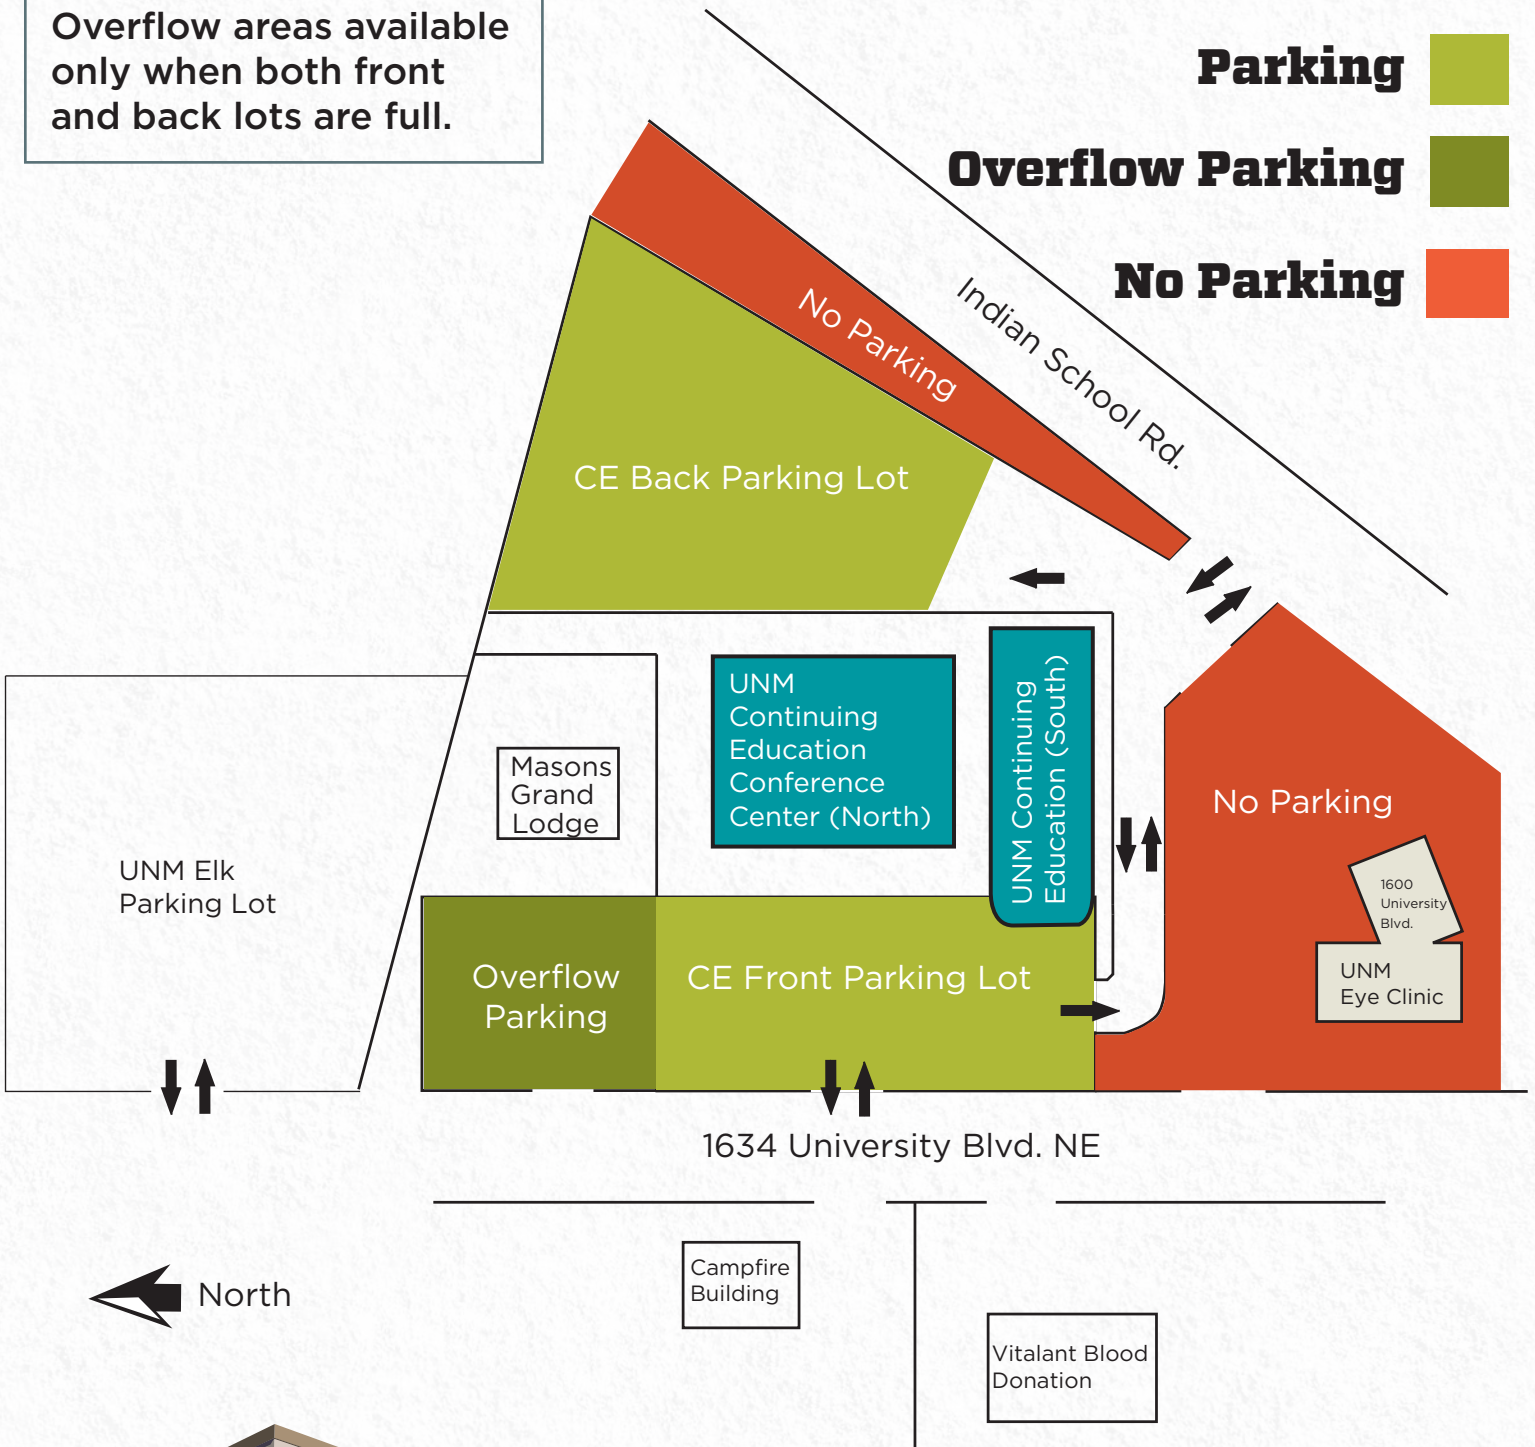 Overflow areas available
only when both front
and back lots are full.
Parking
Overflow Parking
No Parking
Indian School Rd.
No Parking
CE Back Parking Lot
UNM
Continuing
Education
Conference
Center (North)
UNM Continuing
Education (South)
Masons
Grand
Lodge
No Parking
UNM Elk
Parking Lot
1600
University
Blvd.
UNM
Eye Clinic
Overflow
Parking
CE Front Parking Lot
1634 University Blvd. NE
North
Campfire
Building
Vitalant Blood
Donation